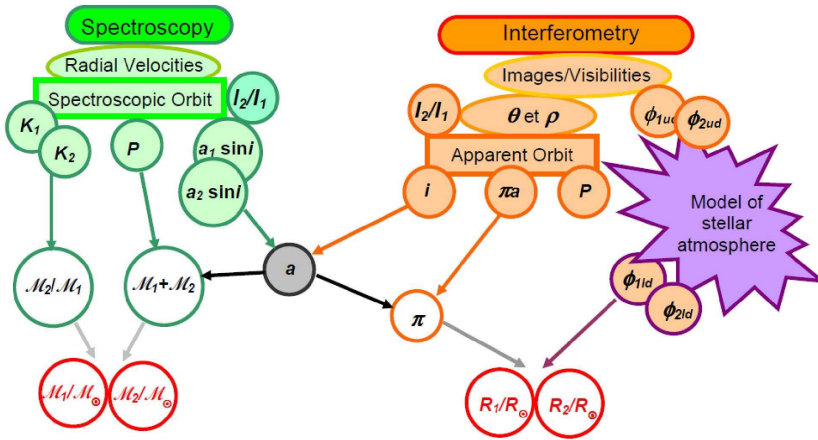 Spectroscopy
Radial Velocities
Spectroscopic Orbit
I₂/I₁
K₁
K₂
P
a₁ sini
a₂ sini
Interferometry
Images/Visibilities
I₂/I₁
θ et ρ
ϕ₁ud
ϕ₂ud
Apparent Orbit
i
πa
P
Model of
stellar
atmosphere
ϕ₁ld
ϕ₂ld
ℳ₂/ℳ₁
ℳ₁+ℳ₂
a
π
ℳ₁/ℳ☉
ℳ₂/ℳ☉
R₁/R☉
R₂/R☉